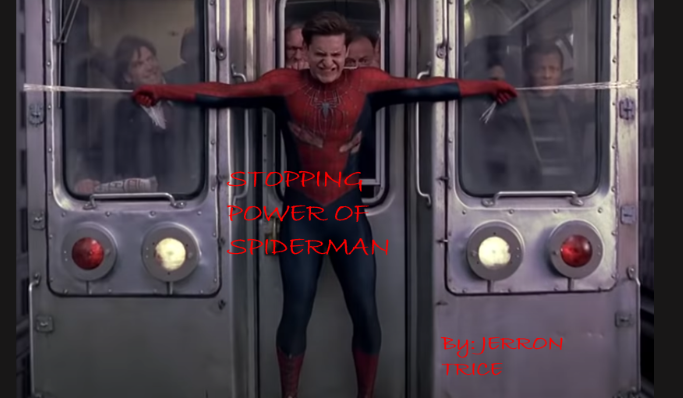 STOPPING
POWER OF
SPIDERMAN
By: JERRON
TRICE